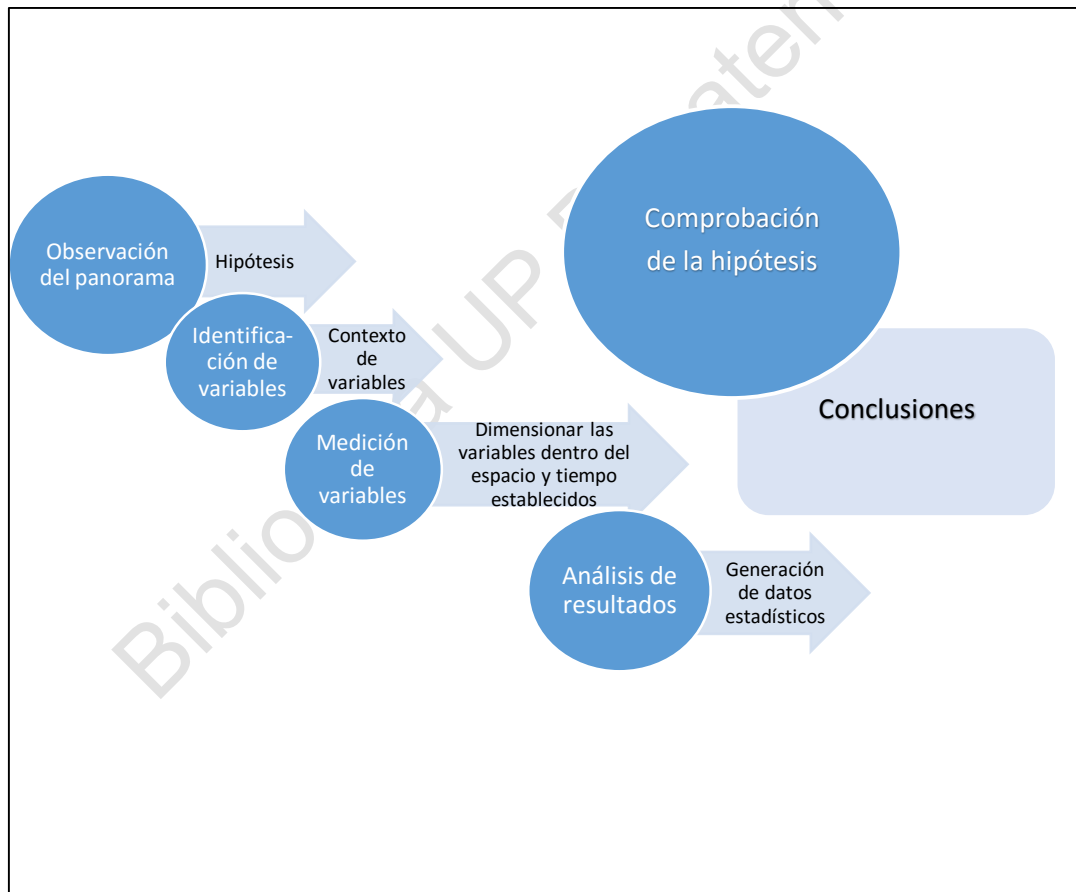 Observación
del panorama
Hipótesis
Identifica-
ción de
variables
Contexto
de
variables
Medición
de
variables
Dimensionar las
variables dentro del
espacio y tiempo
establecidos
Análisis de
resultados
Generación
de datos
estadísticos
Comprobación
de la hipótesis
Conclusiones
UP